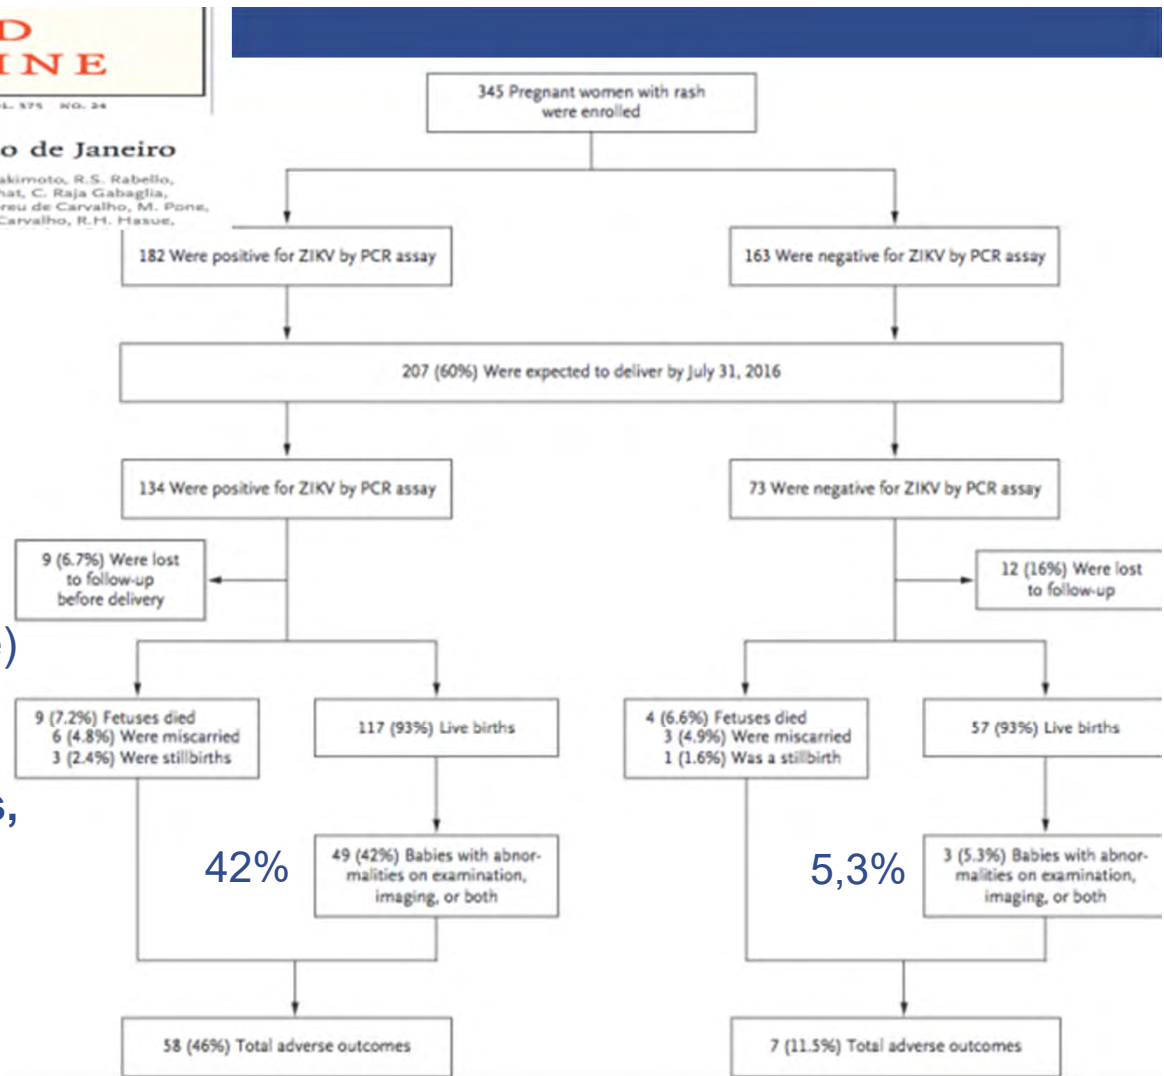 D
INE
NO. 24
o de Janeiro
akimoto, R.S. Rabello,
hat, C. Raja Gabaglia,
reu de Carvalho, M. Pone,
Carvalho, R.H. Hasue,
345 Pregnant women with rash
were enrolled
182 Were positive for ZIKV by PCR assay
163 Were negative for ZIKV by PCR assay
207 (60%) Were expected to deliver by July 31, 2016
134 Were positive for ZIKV by PCR assay
73 Were negative for ZIKV by PCR assay
9 (6.7%) Were lost
to follow-up
before delivery
12 (16%) Were lost
to follow-up
)
9 (7.2%) Fetuses died
6 (4.8%) Were miscarried
3 (2.4%) Were stillbirths
117 (93%) Live births
4 (6.6%) Fetuses died
3 (4.9%) Were miscarried
1 (1.6%) Was a stillbirth
57 (93%) Live births
s,
42%
49 (42%) Babies with abnor-
malities on examination,
imaging, or both
5,3%
3 (5.3%) Babies with abnor-
malities on examination,
imaging, or both
58 (46%) Total adverse outcomes
7 (11.5%) Total adverse outcomes